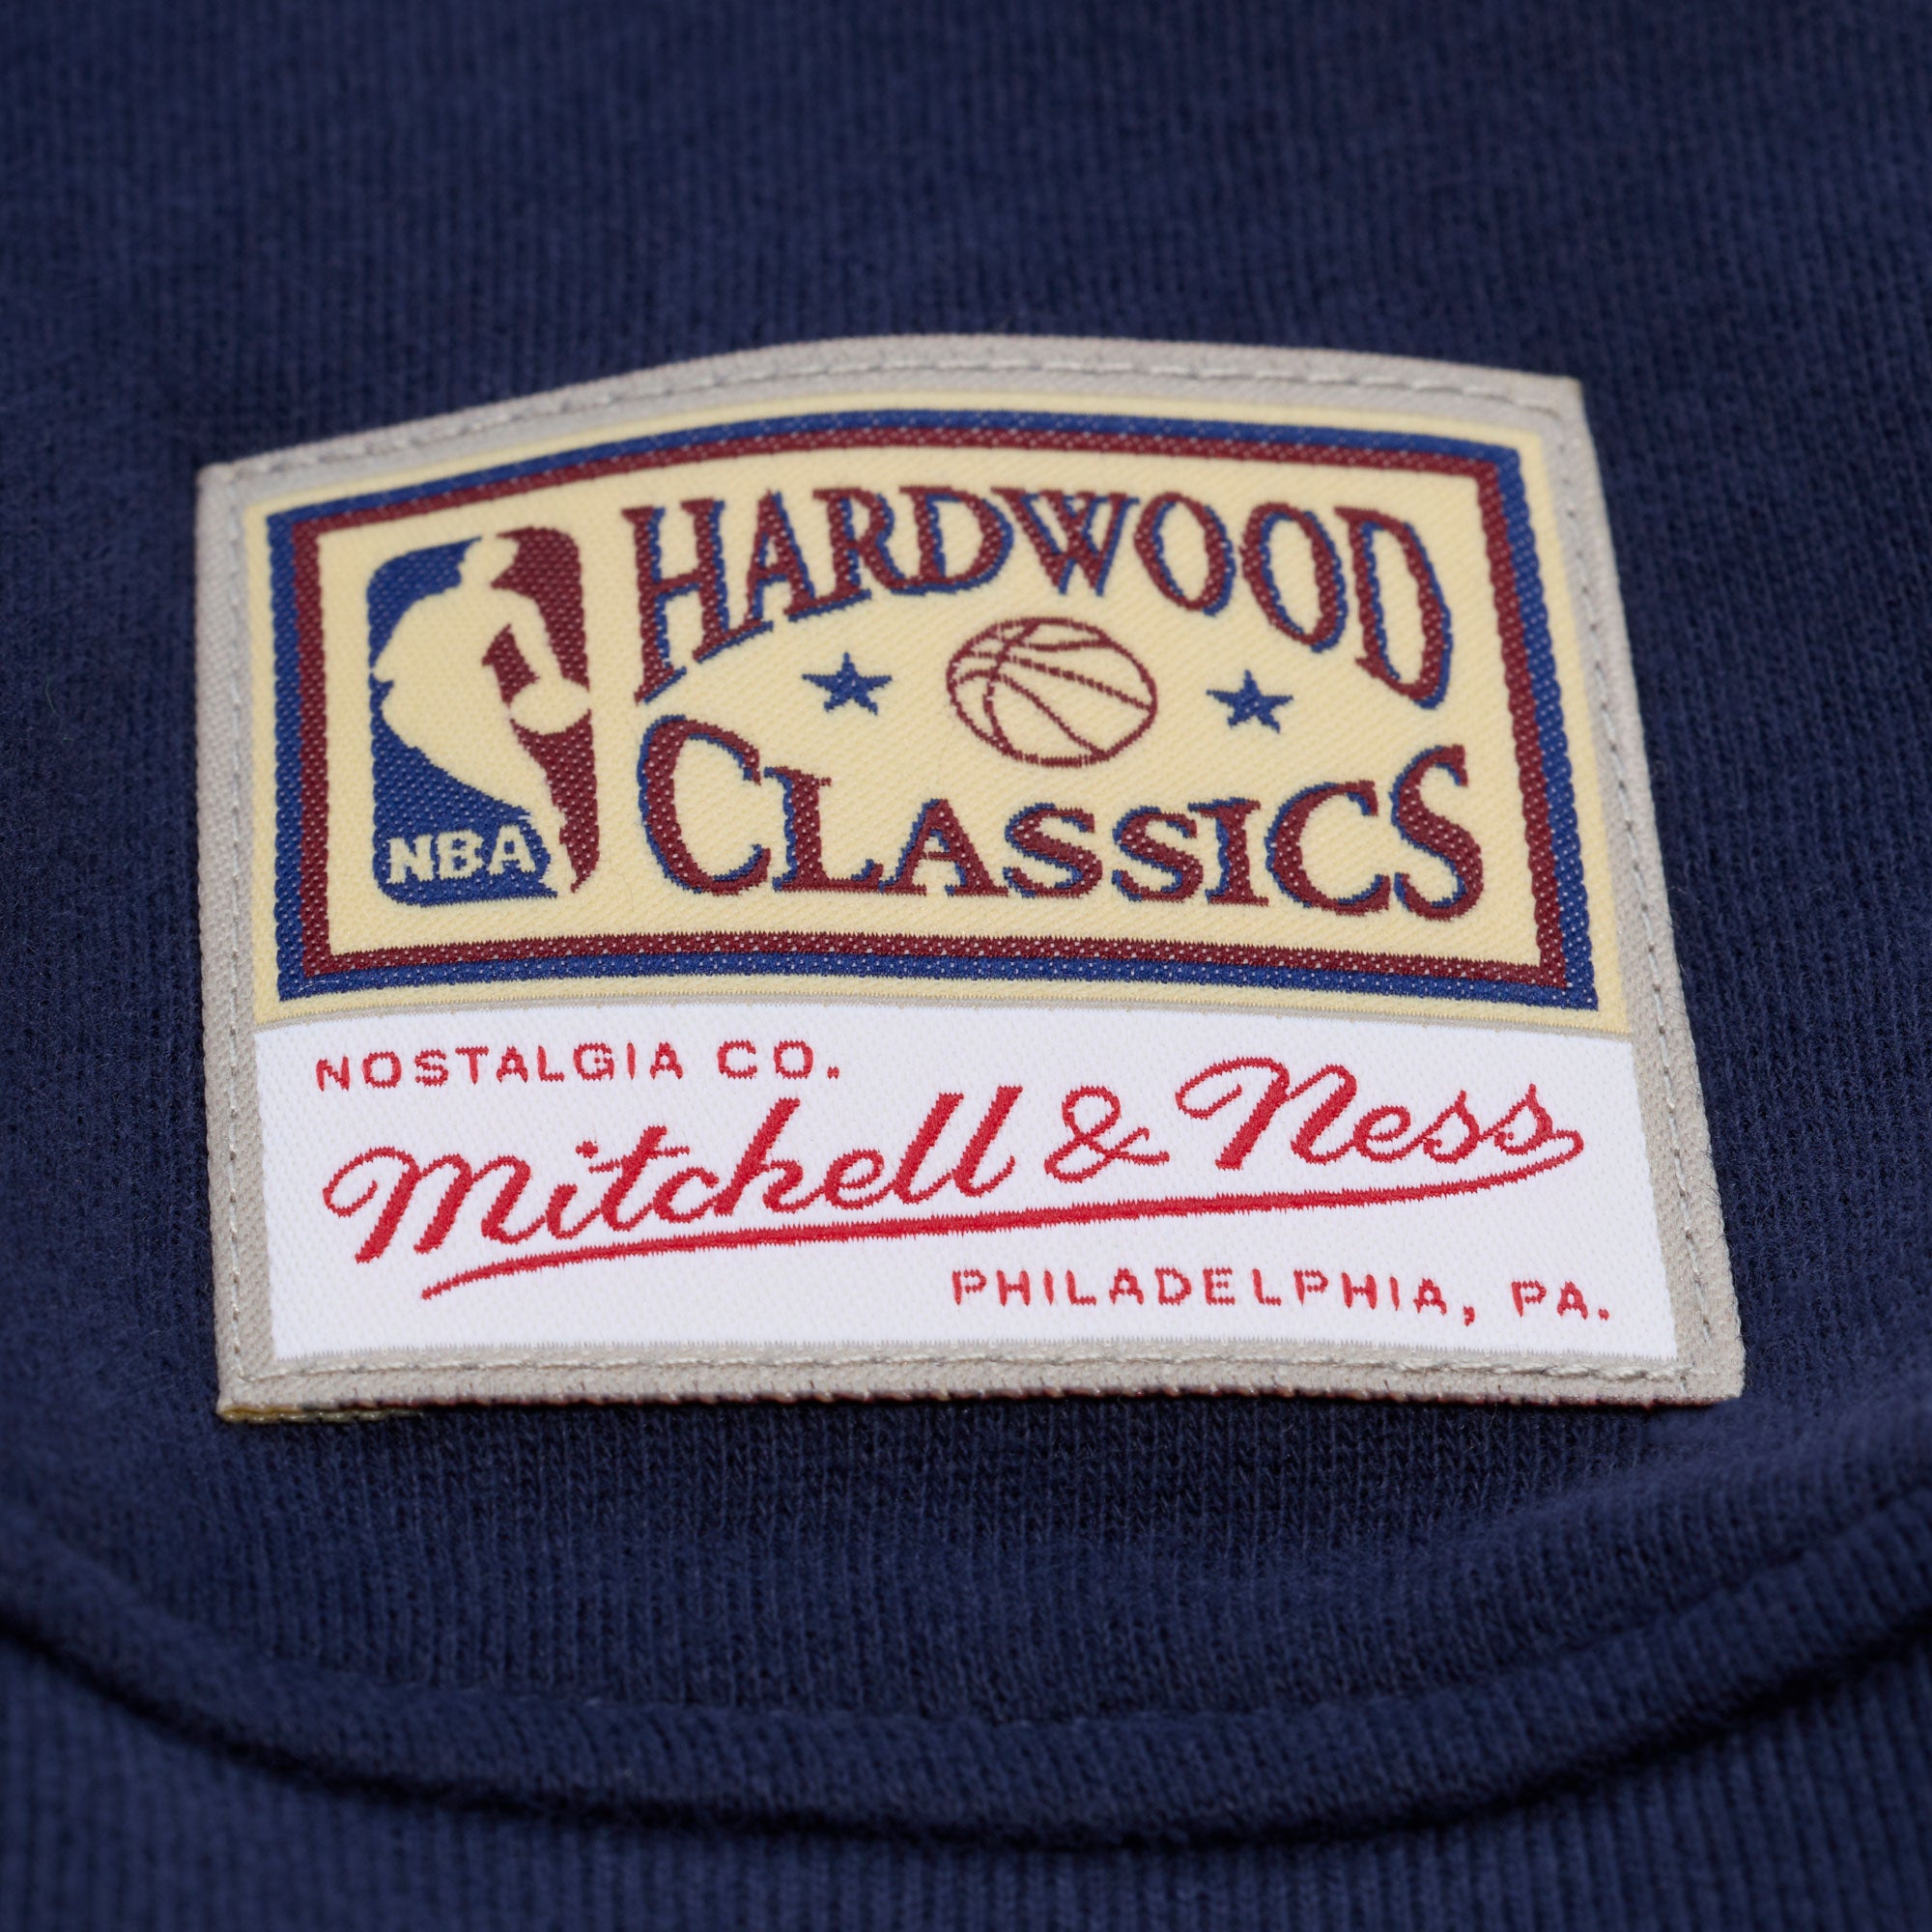 HARDWOOD
CLASSICS
NBA
NOSTALGIA CO.
Mitchell & Ness
PHILADELPHIA, PA.